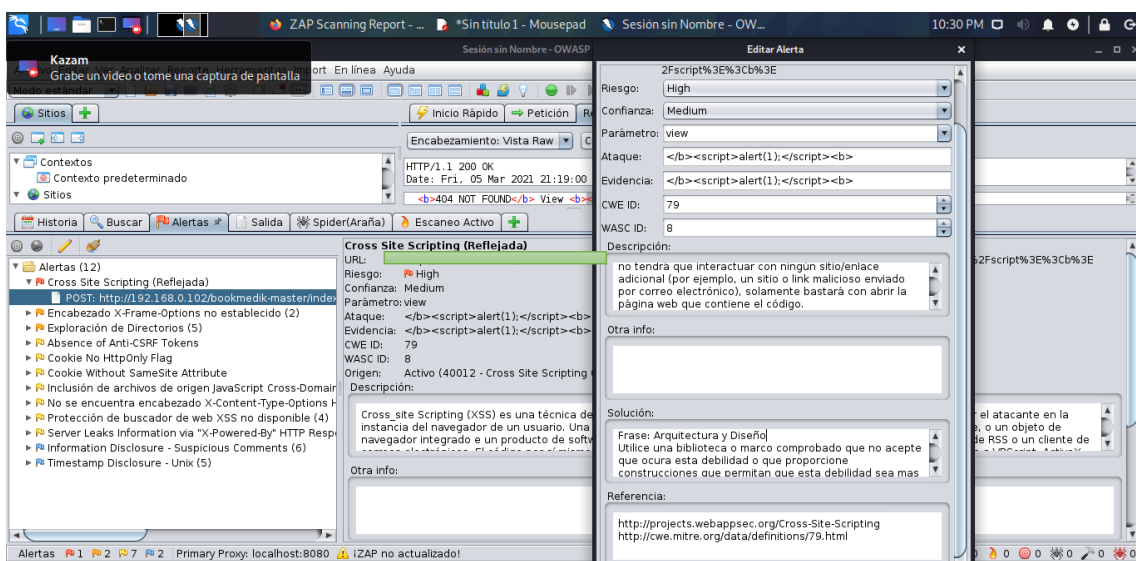 ZAP Scanning Report - ...
*Sin título 1 - Mousepad
Sesión sin Nombre - OW...
10:30 PM
Kazam
Grabe un video o tome una captura de pantalla
Sesión sin Nombre - OWASP
Editar Alerta
En línea Ayuda
Modo estándar
Sitios
Inicio Rápido
Petición
Encabezamiento: Vista Raw
Contextos
Contexto predeterminado
Sitios
HTTP/1.1 200 OK
Date: Fri, 05 Mar 2021 21:19:00
<b>404 NOT FOUND</b> View
Historia
Buscar
Alertas
Salida
Spider(Araña)
Escaneo Activo
Alertas (12)
Cross Site Scripting (Reflejada)
POST: http://192.168.0.102/bookmedik-master/index
Encabezado X-Frame-Options no establecido (2)
Exploración de Directorios (5)
Absence of Anti-CSRF Tokens
Cookie No HttpOnly Flag
Cookie Without SameSite Attribute
Inclusión de archivos de origen JavaScript Cross-Domain
No se encuentra encabezado X-Content-Type-Options H
Protección de buscador de web XSS no disponible (4)
Server Leaks Information via "X-Powered-By" HTTP Resp
Information Disclosure - Suspicious Comments (6)
Timestamp Disclosure - Unix (5)
Cross Site Scripting (Reflejada)
URL:
Riesgo: High
Confianza: Medium
Parámetro: view
Ataque: </b><script>alert(1);</script><b>
Evidencia: </b><script>alert(1);</script><b>
CWE ID: 79
WASC ID: 8
Origen: Activo (40012 - Cross Site Scripting
Descripción:
Cross_site Scripting (XSS) es una técnica de
instancia del navegador de un usuario. Una
navegador integrado e un producto de softw
Otra info:
2Fscript%3E%3Cb%3E
Riesgo: High
Confianza: Medium
Parámetro: view
Ataque: </b><script>alert(1);</script><b>
Evidencia: </b><script>alert(1);</script><b>
CWE ID: 79
WASC ID: 8
Descripción:
no tendrà que interactuar con ningún sitio/enlace
adicional (por ejemplo, un sitio o link malicioso enviado
por correo electrónico), solamente bastará con abrir la
página web que contiene el código.
Otra info:
Solución:
Frase: Arquitectura y Diseño
Utilice una biblioteca o marco comprobado que no acepte
que ocura esta debilidad o que proporcione
construcciones que permitan que esta debilidad sea mas
Referencia:
http://projects.webappsec.org/Cross-Site-Scripting
http://cwe.mitre.org/data/definitions/79.html
%2Fscript%3E%3Cb%3E
el atacante en la
, o un objeto de
de RSS o un cliente de
Alertas 1 2 7 2 Primary Proxy: localhost:8080 ¡ZAP no actualizado!
0 0 0 0 0